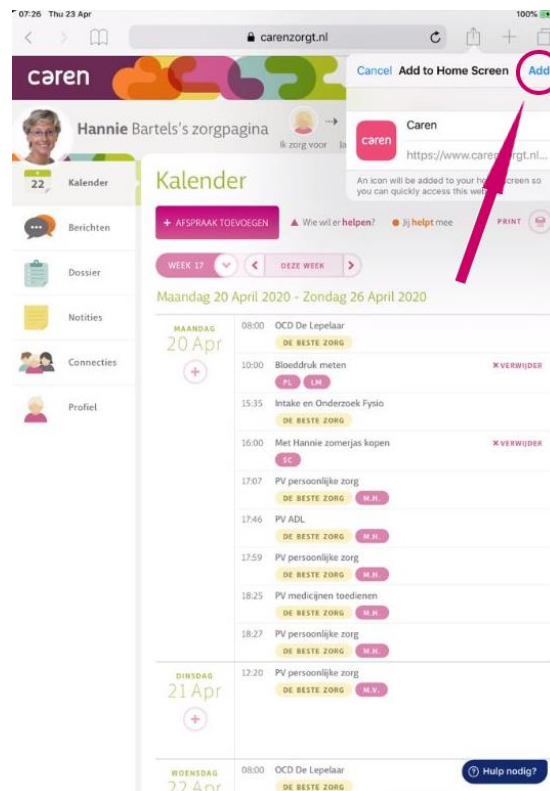 07:26 Thu 23 Apr
100%
carenzorgt.nl
Cancel Add to Home Screen Add
caren
caren
Caren
https://www.carenzorgt.nl...
An icon will be added to your home screen so
you can quickly access this
Hannie Bartels's zorgpagina
Ik zorg voor
22
Kalender
Berichten
Dossier
Notities
Connecties
Profiel
Kalender
+ AFSPRAAK TOEVOEGEN
Wie wil er helpen?
Jij helpt mee
PRINT
WEEK 17
DEZE WEEK
Maandag 20 April 2020 - Zondag 26 April 2020
MAANDAG
20 Apr
08:00 OCD De Lepelaar
DE BESTE ZORG
10:00 Bloeddruk meten
× VERWIJDER
PL LM
15:35 Intake en Onderzoek Fysio
DE BESTE ZORG
16:00 Met Hannie zomerjas kopen
× VERWIJDER
SC
17:07 PV persoonlijke zorg
DE BESTE ZORG M.H.
17:46 PV ADL
DE BESTE ZORG M.H.
17:59 PV persoonlijke zorg
DE BESTE ZORG M.H.
18:25 PV medicijnen toedienen
DE BESTE ZORG M.H.
18:27 PV persoonlijke zorg
DE BESTE ZORG M.H.
DINSDAG
21 Apr
12:20 PV persoonlijke zorg
DE BESTE ZORG M.V.
WOENSDAG
22 Apr
08:00 OCD De Lepelaar
DE BESTE ZORG
Hulp nodig?